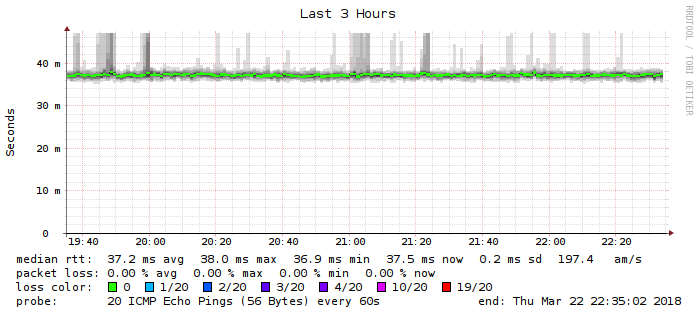 Last 3 Hours
RRDTOOL / TOBI OETIKER
Seconds
40 m
30 m
20 m
10 m
0
19:40 20:00 20:20 20:40 21:00 21:20 21:40 22:00 22:20
median rtt: 37.2 ms avg 38.0 ms max 36.9 ms min 37.5 ms now 0.2 ms sd 197.4 am/s
packet loss: 0.00 % avg 0.00 % max 0.00 % min 0.00 % now
loss color: 0 1/20 2/20 3/20 4/20 10/20 19/20
probe: 20 ICMP Echo Pings (56 Bytes) every 60s end: Thu Mar 22 22:35:02 2018